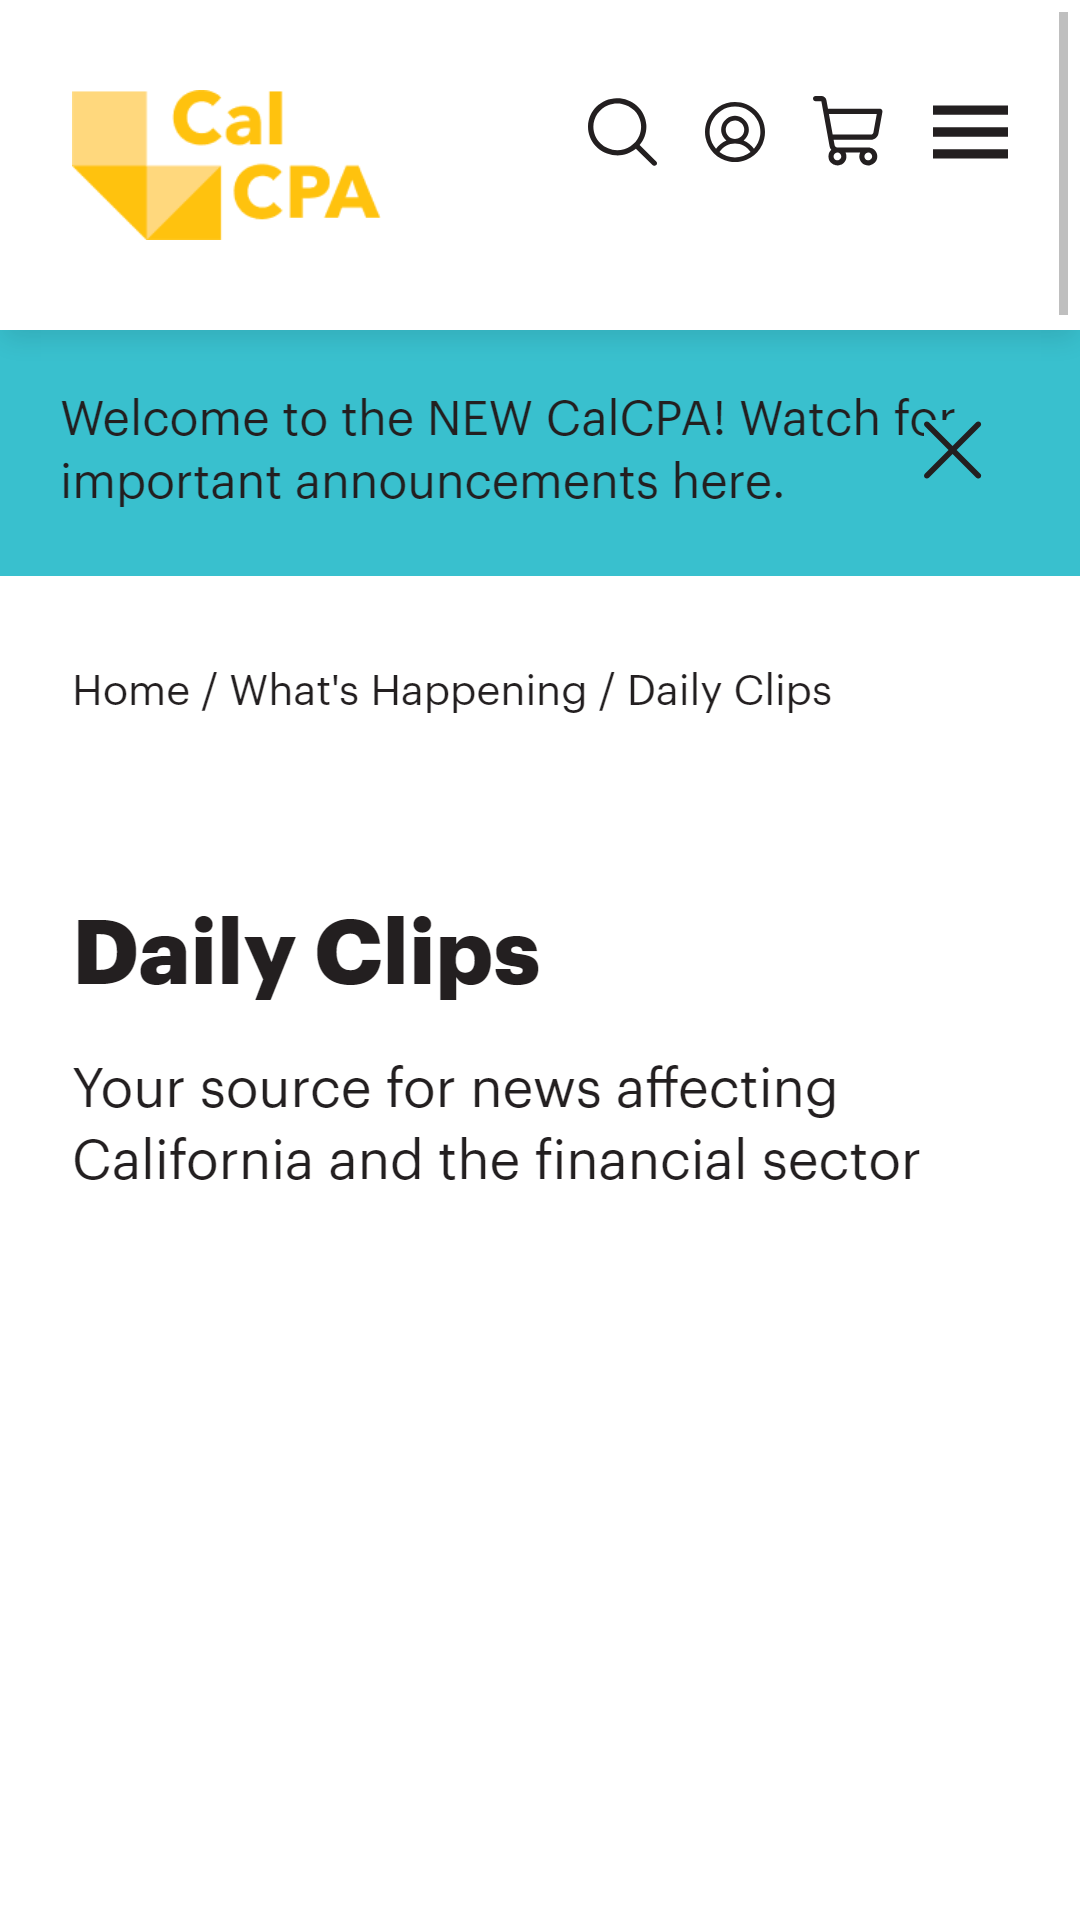 Cal
CPA
Welcome to the NEW CalCPA! Watch for
important announcements here.
Home / What's Happening / Daily Clips
Daily Clips
Your source for news affecting
California and the financial sector